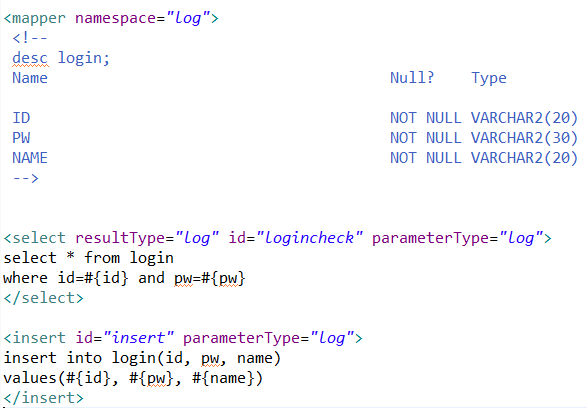 <mapper namespace="log">
<!--
desc login;
Name Null? Type
ID NOT NULL VARCHAR2(20)
PW NOT NULL VARCHAR2(30)
NAME NOT NULL VARCHAR2(20)
-->
<select resultType="log" id="logincheck" parameterType="log">
select * from login
where id=#{id} and pw=#{pw}
</select>
<insert id="insert" parameterType="log">
insert into login(id, pw, name)
values(#{id}, #{pw}, #{name})
</insert>